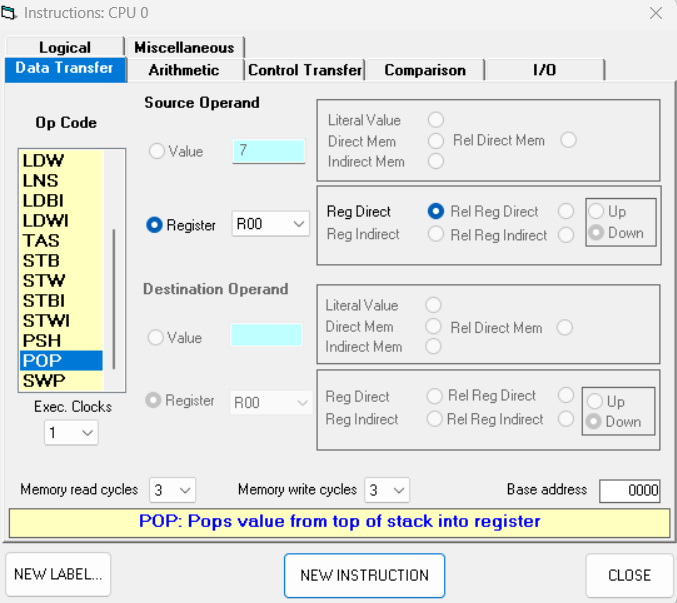 Instructions: CPU 0
Logical Miscellaneous
Data Transfer Arithmetic Control Transfer Comparison I/O
Source Operand
Op Code
LDW
LNS
LDBI
LDWI
TAS
STB
STW
STBI
STWI
PSH
POP
SWP
Exec. Clocks
1
Value 7
Literal Value
Direct Mem Rel Direct Mem
Indirect Mem
Register R00
Reg Direct Rel Reg Direct Up
Reg Indirect Rel Reg Indirect Down
Destination Operand
Value
Literal Value
Direct Mem Rel Direct Mem
Indirect Mem
Register R00
Reg Direct Rel Reg Direct Up
Reg Indirect Rel Reg Indirect Down
Memory read cycles 3 Memory write cycles 3 Base address 0000
POP: Pops value from top of stack into register
NEW LABEL... NEW INSTRUCTION CLOSE